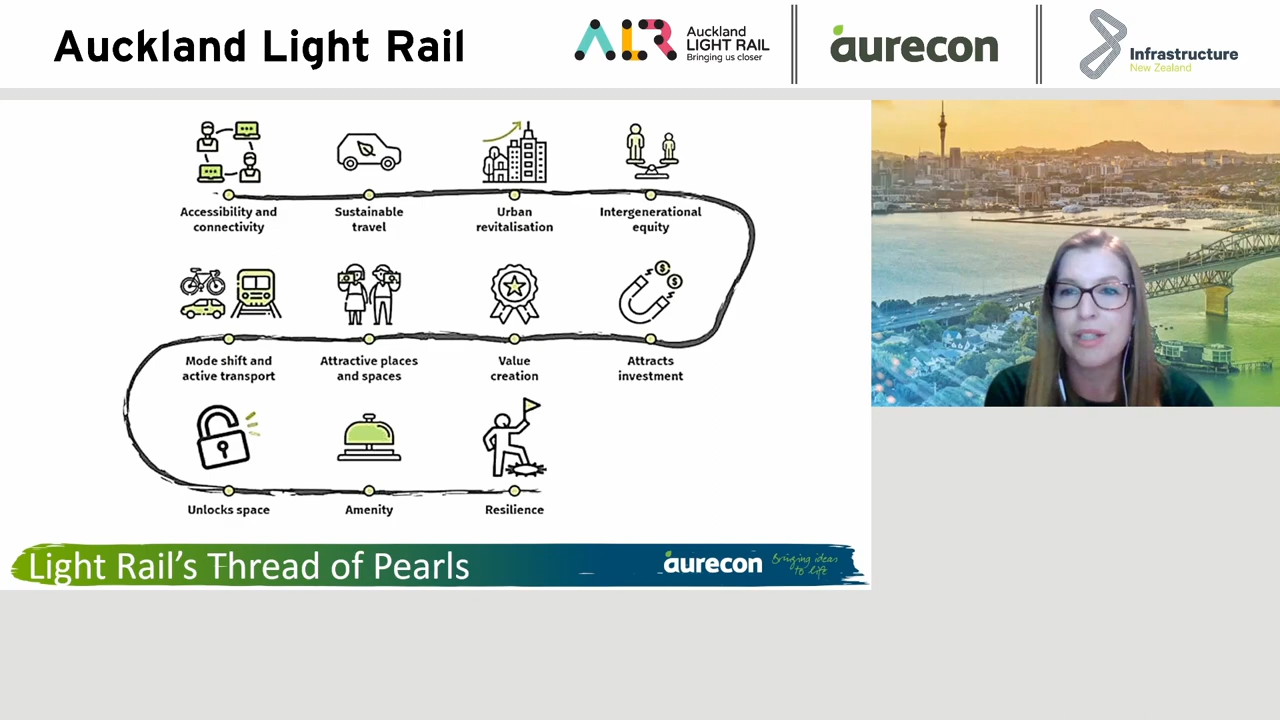 Auckland Light Rail
ALR
Auckland
LIGHT RAIL
Bringing us closer
aurecon
Infrastructure
New Zealand
Accessibility and
connectivity
Sustainable
travel
Urban
revitalisation
Intergenerational
equity
Mode shift and
active transport
Attractive places
and spaces
Value
creation
$
$
Attracts
investment
Unlocks space
Amenity
Resilience
Light Rail's Thread of Pearls
aurecon
Bringing ideas
to life